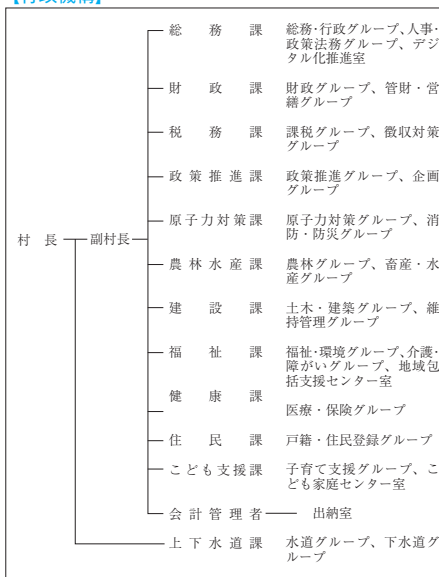 【行政機構】
総務課 総務・行政グループ、人事・
政策法務グループ、デジ
タル化推進室
財政課 財政グループ、管財・営
繕グループ
税務課 課税グループ、徴収対策
グループ
政策推進課 政策推進グループ、企画
グループ
原子力対策課 原子力対策グループ、消
防・防災グループ
村長 副村長
農林水産課 農林グループ、畜産・水
産グループ
建設課 土木・建築グループ、維
持管理グループ
福祉課 福祉・環境グループ、介護・
障がいグループ、地域包
括支援センター室
健康課
医療・保険グループ
住民課 戸籍・住民登録グループ
こども支援課 子育て支援グループ、こ
ども家庭センター室
会計管理者 出納室
上下水道課 水道グループ、下水道グ
ループ